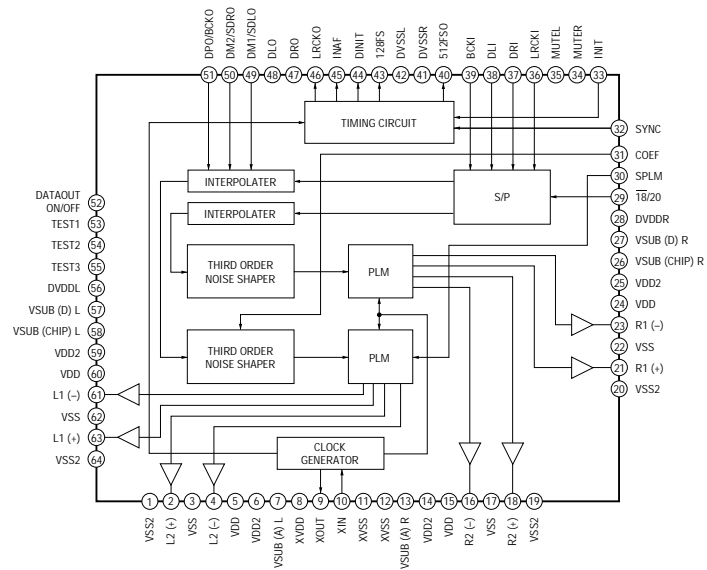 DPO/BCKO
DM2/SDRO
DM1/SDLO
DLO
DRO
LRCKO
INAF
DINIT
128FS
DVSSL
DVSSR
512FSO
BCKI
DLI
DRI
LRCKI
MUTEL
MUTER
INIT
51 50 49 48 47 46 45 44 43 42 41 40 39 38 37 36 35 34 33
TIMING CIRCUIT
32 SYNC
31 COEF
30 SPLM
29 18/20
28 DVDDR
27 VSUB (D) R
26 VSUB (CHIP) R
25 VDD2
24 VDD
23 R1 (−)
22 VSS
21 R1 (+)
20 VSS2
INTERPOLATER
INTERPOLATER
S/P
THIRD ORDER
NOISE SHAPER
PLM
THIRD ORDER
NOISE SHAPER
PLM
CLOCK
GENERATOR
DATAOUT
ON/OFF
52
TEST1 53
TEST2 54
TEST3 55
DVDDL 56
VSUB (D) L 57
VSUB (CHIP) L 58
VDD2 59
VDD 60
L1 (−) 61
VSS 62
L1 (+) 63
VSS2 64
1 2 3 4 5 6 7 8 9 10 11 12 13 14 15 16 17 18 19
VSS2
L2 (+)
VSS
L2 (−)
VDD
VDD2
VSUB (A) L
XVDD
XOUT
XIN
XVSS
XVSS
VSUB (A) R
VDD2
VDD
R2 (−)
VSS
R2 (+)
VSS2